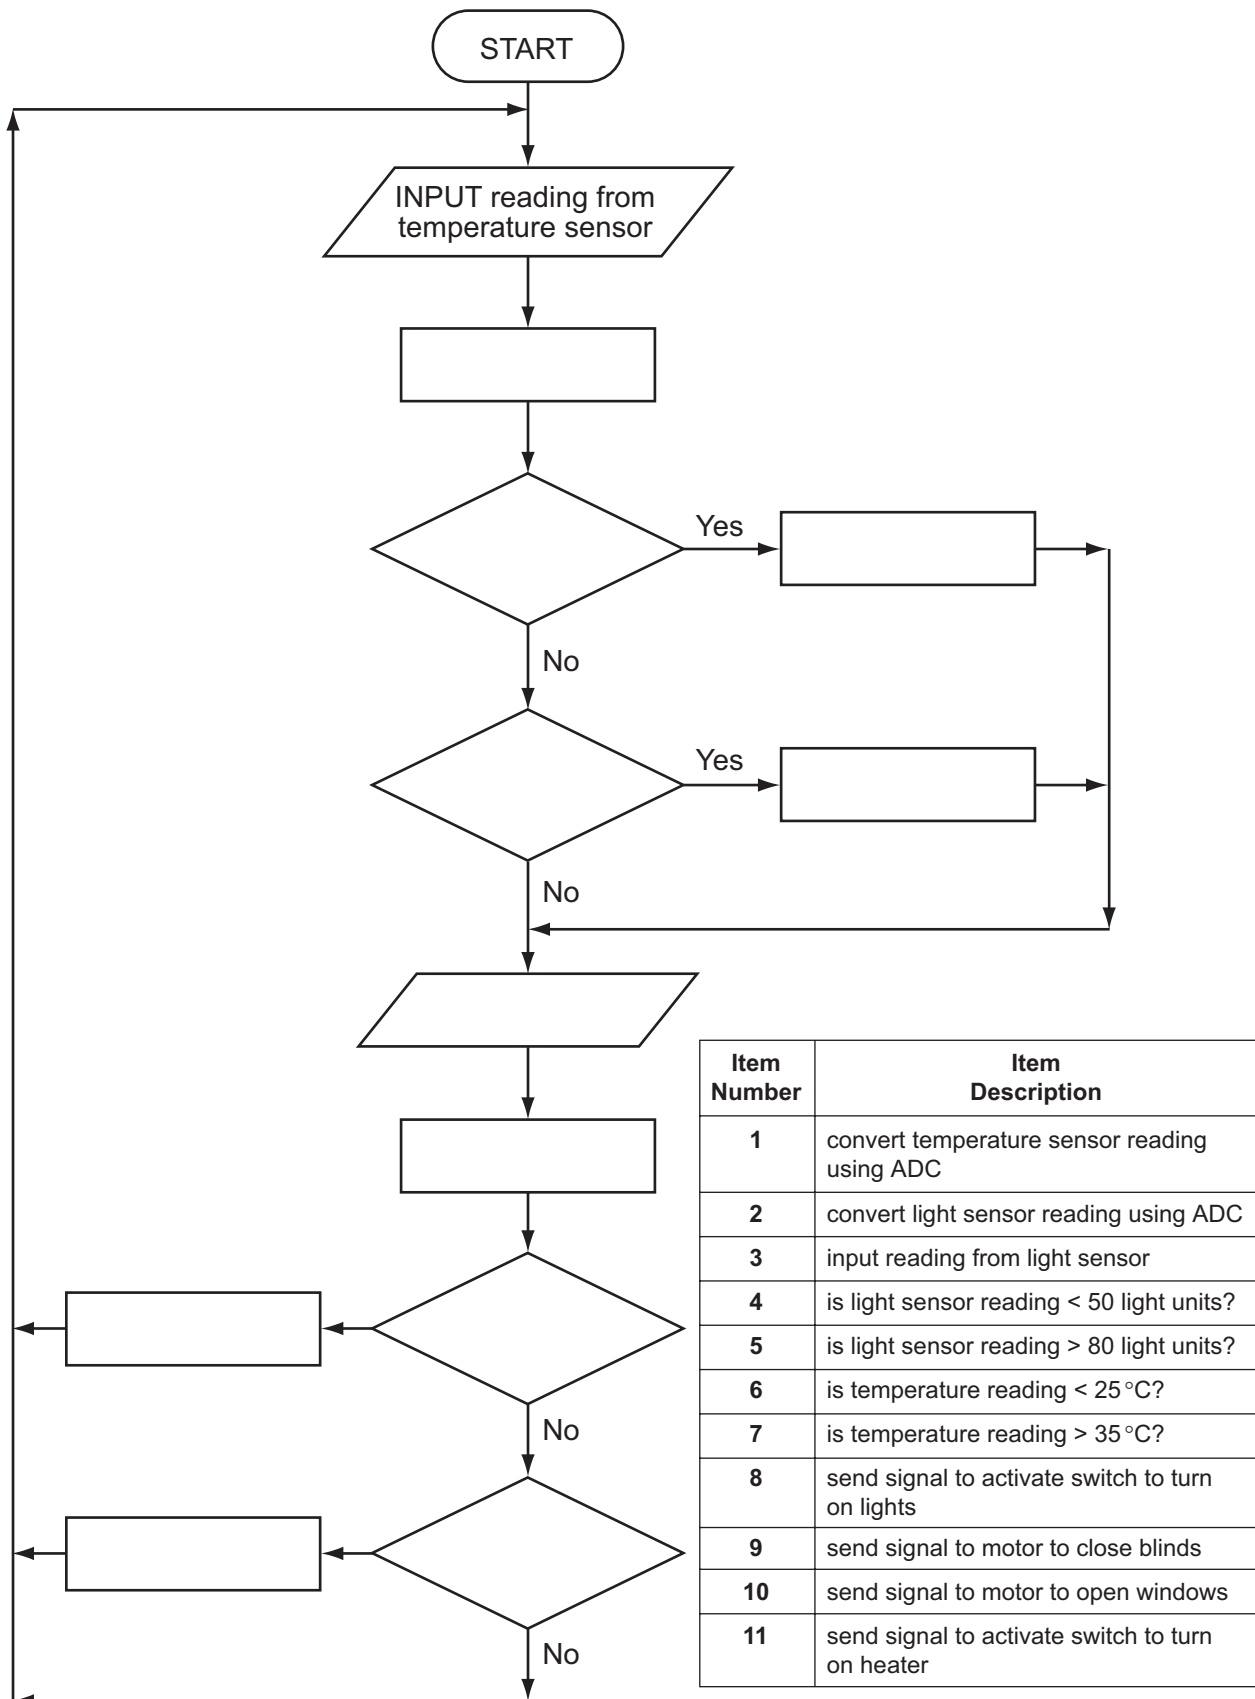 START
INPUT reading from
temperature sensor
Yes
No
Yes
No
No
No
Item
Number
Item
Description
1
convert temperature sensor reading
using ADC
2
convert light sensor reading using ADC
3
input reading from light sensor
4
is light sensor reading < 50 light units?
5
is light sensor reading > 80 light units?
6
is temperature reading < 25 °C?
7
is temperature reading > 35 °C?
8
send signal to activate switch to turn
on lights
9
send signal to motor to close blinds
10
send signal to motor to open windows
11
send signal to activate switch to turn
on heater